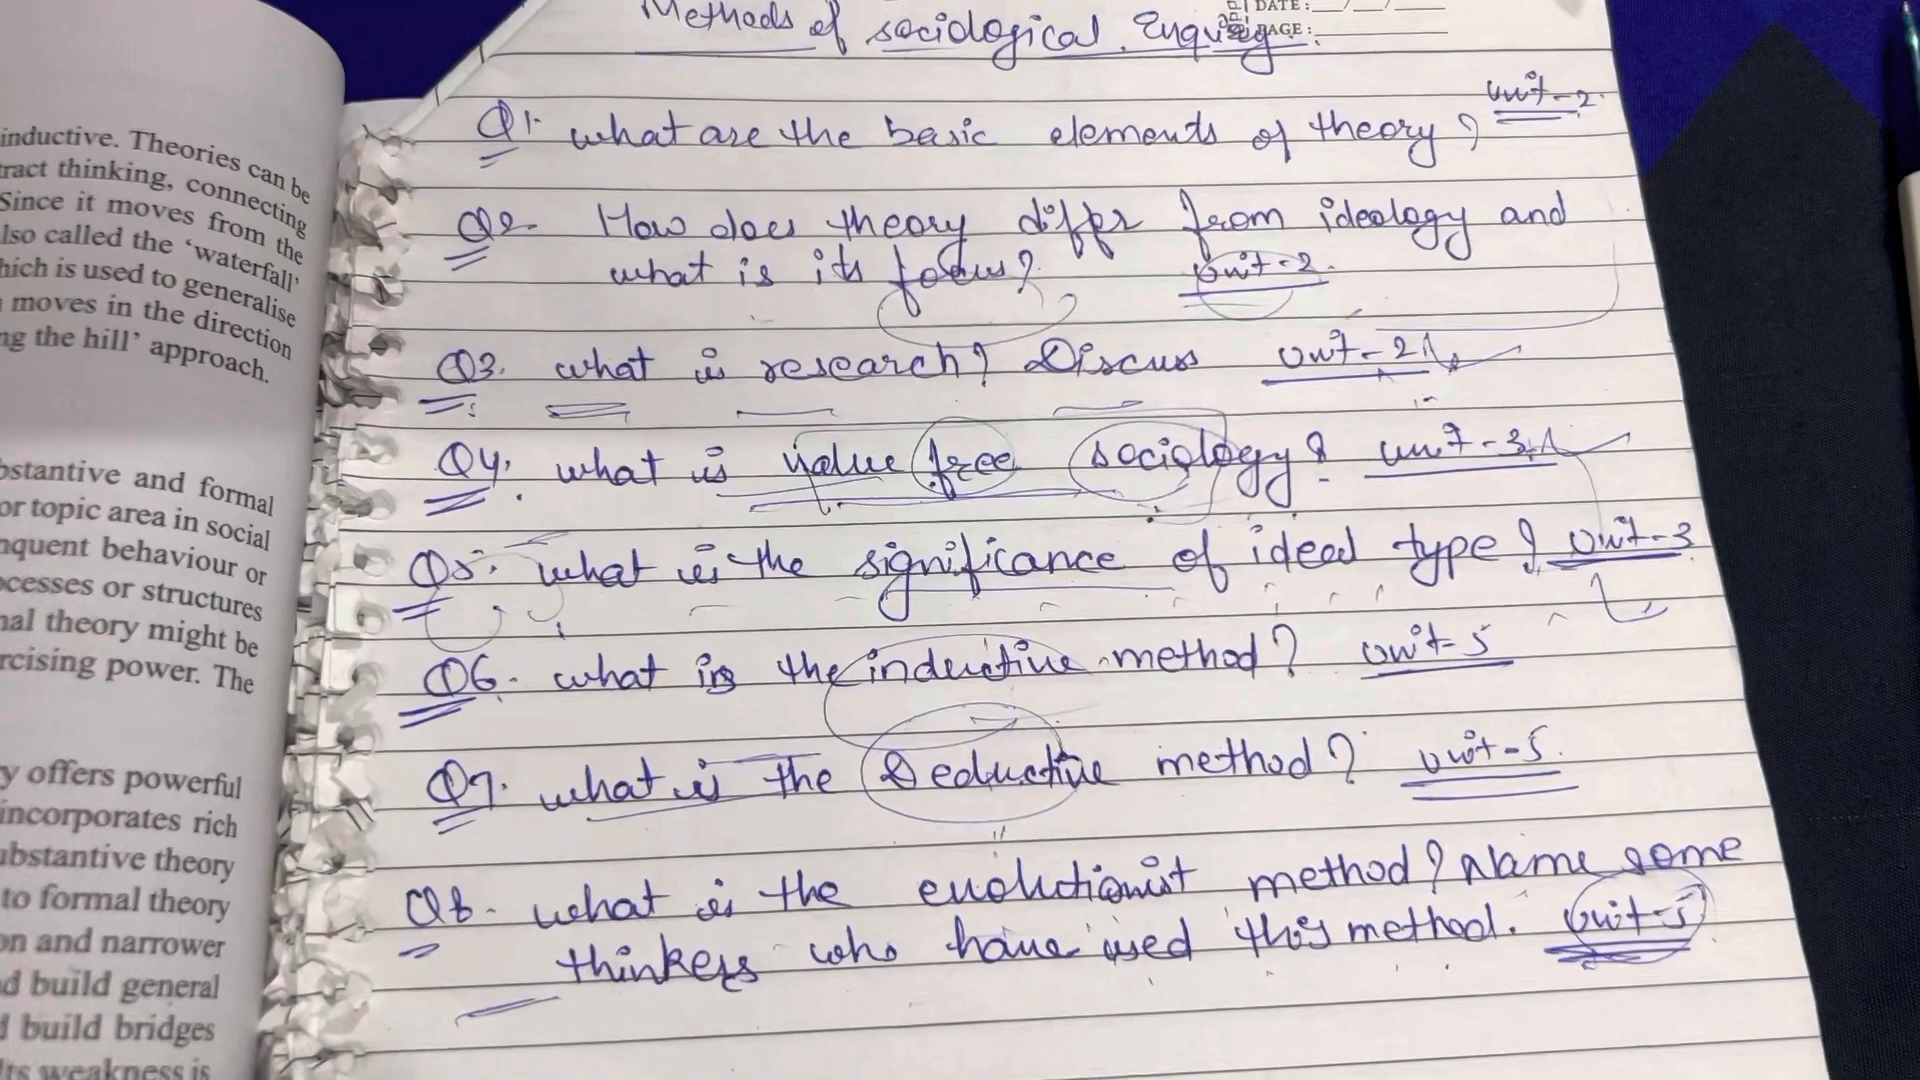 Methods of sociological Enquiry.
DATE:
PAGE:
Q1. what are the basic elements of theory? unit-2.
Q2. How does theory differ from ideology and
what is its focus? unit-2.
Q3. what is research? Discuss unit-2
Q4. what is value free sociology? unit-3
Q5. what is the significance of ideal type? unit-3
Q6. what is the inductive method? unit-5
Q7. what is the Deductive method? unit-5.
Q8. what is the evolutionist method? Name some
thinkers who have used this method. unit-5
inductive. Theories can be
tract thinking, connecting
Since it moves from the
also called the ‘waterfall’
which is used to generalise
moves in the direction
ng the hill’ approach.
bstantive and formal
or topic area in social
nquent behaviour or
ocesses or structures
nal theory might be
rcising power. The
y offers powerful
incorporates rich
ubstantive theory
to formal theory
on and narrower
d build general
d build bridges
Its weakness is